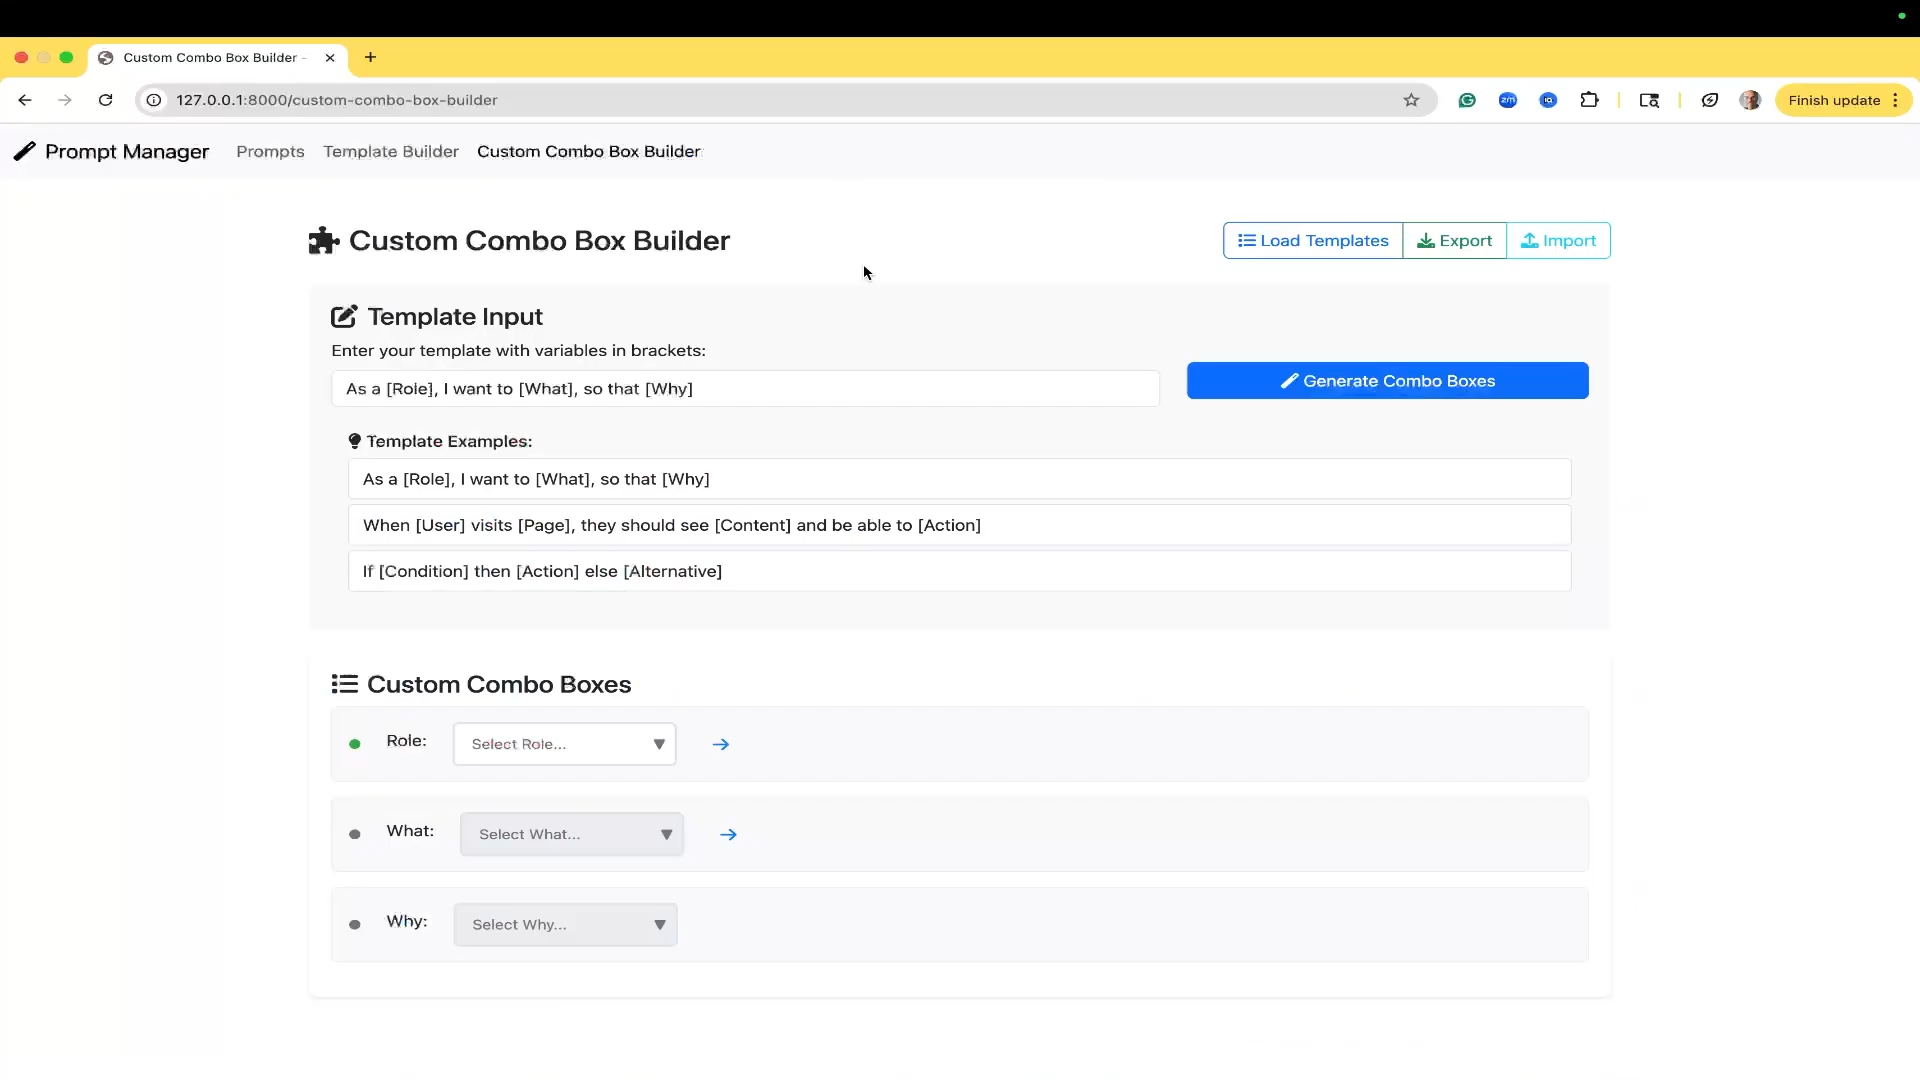 Custom Combo Box Builder -
127.0.0.1:8000/custom-combo-box-builder
Finish update
Prompt Manager Prompts Template Builder Custom Combo Box Builder
Custom Combo Box Builder
Load Templates Export Import
Template Input
Enter your template with variables in brackets:
As a [Role], I want to [What], so that [Why]
Generate Combo Boxes
Template Examples:
As a [Role], I want to [What], so that [Why]
When [User] visits [Page], they should see [Content] and be able to [Action]
If [Condition] then [Action] else [Alternative]
Custom Combo Boxes
Role: Select Role...
What: Select What...
Why: Select Why...